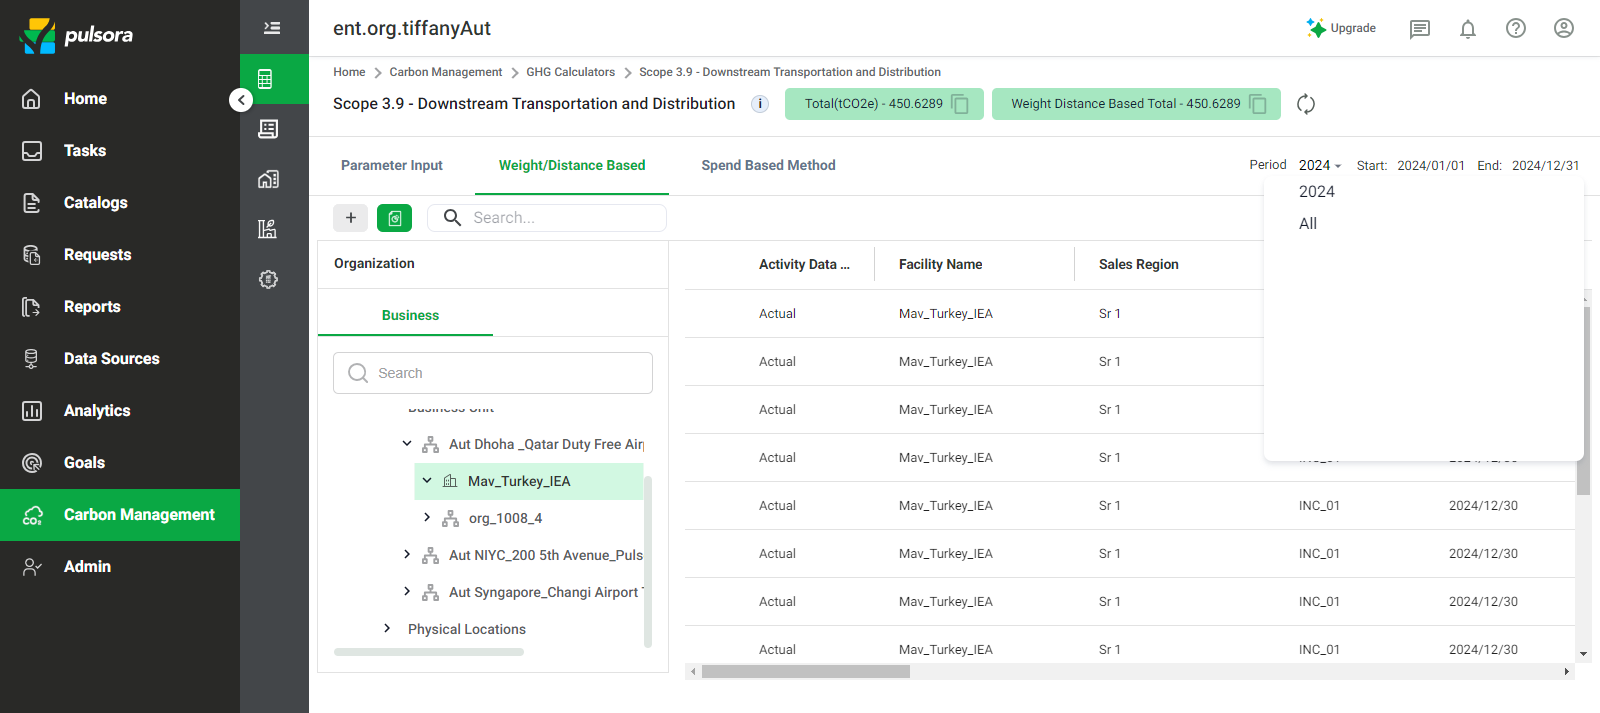 pulsora
ent.org.tiffanyAut
Upgrade
Home
Tasks
Catalogs
Requests
Reports
Data Sources
Analytics
Goals
Carbon Management
Admin
Home > Carbon Management > GHG Calculators > Scope 3.9 - Downstream Transportation and Distribution
Scope 3.9 - Downstream Transportation and Distribution
Total(tCO2e) - 450.6289
Weight Distance Based Total - 450.6289
Parameter Input
Weight/Distance Based
Spend Based Method
Period 2024 Start: 2024/01/01 End: 2024/12/31
2024
All
Search...
Organization
Business
Search
Business Unit
Aut Dhoha _Qatar Duty Free Air
Mav_Turkey_IEA
org_1008_4
Aut NIYC_200 5th Avenue_Puls
Aut Syngapore_Changi Airport T
Physical Locations
Activity Data ... Facility Name Sales Region
Actual Mav_Turkey_IEA Sr 1
Actual Mav_Turkey_IEA Sr 1
Actual Mav_Turkey_IEA Sr 1
Actual Mav_Turkey_IEA Sr 1 INC_01 2024/12/30
Actual Mav_Turkey_IEA Sr 1 INC_01 2024/12/30
Actual Mav_Turkey_IEA Sr 1 INC_01 2024/12/30
Actual Mav_Turkey_IEA Sr 1 INC_01 2024/12/30
Actual Mav_Turkey_IEA Sr 1 INC_01 2024/12/30